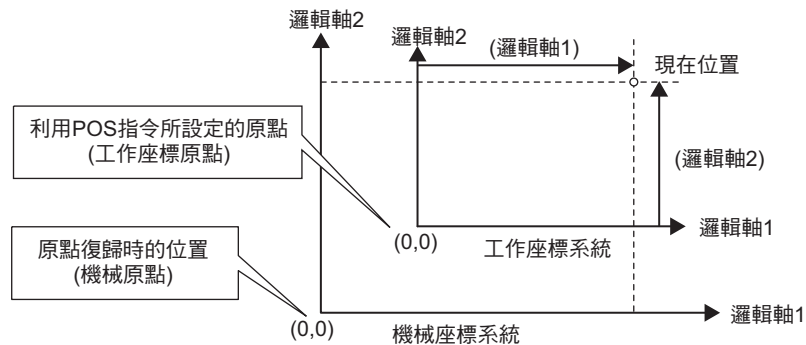 邏輯軸2
邏輯軸2
(邏輯軸1)
現在位置
利用POS指令所設定的原點
(工作座標原點)
(邏輯軸2)
邏輯軸1
(0,0)
工作座標系統
原點復歸時的位置
(機械原點)
邏輯軸1
(0,0)
機械座標系統